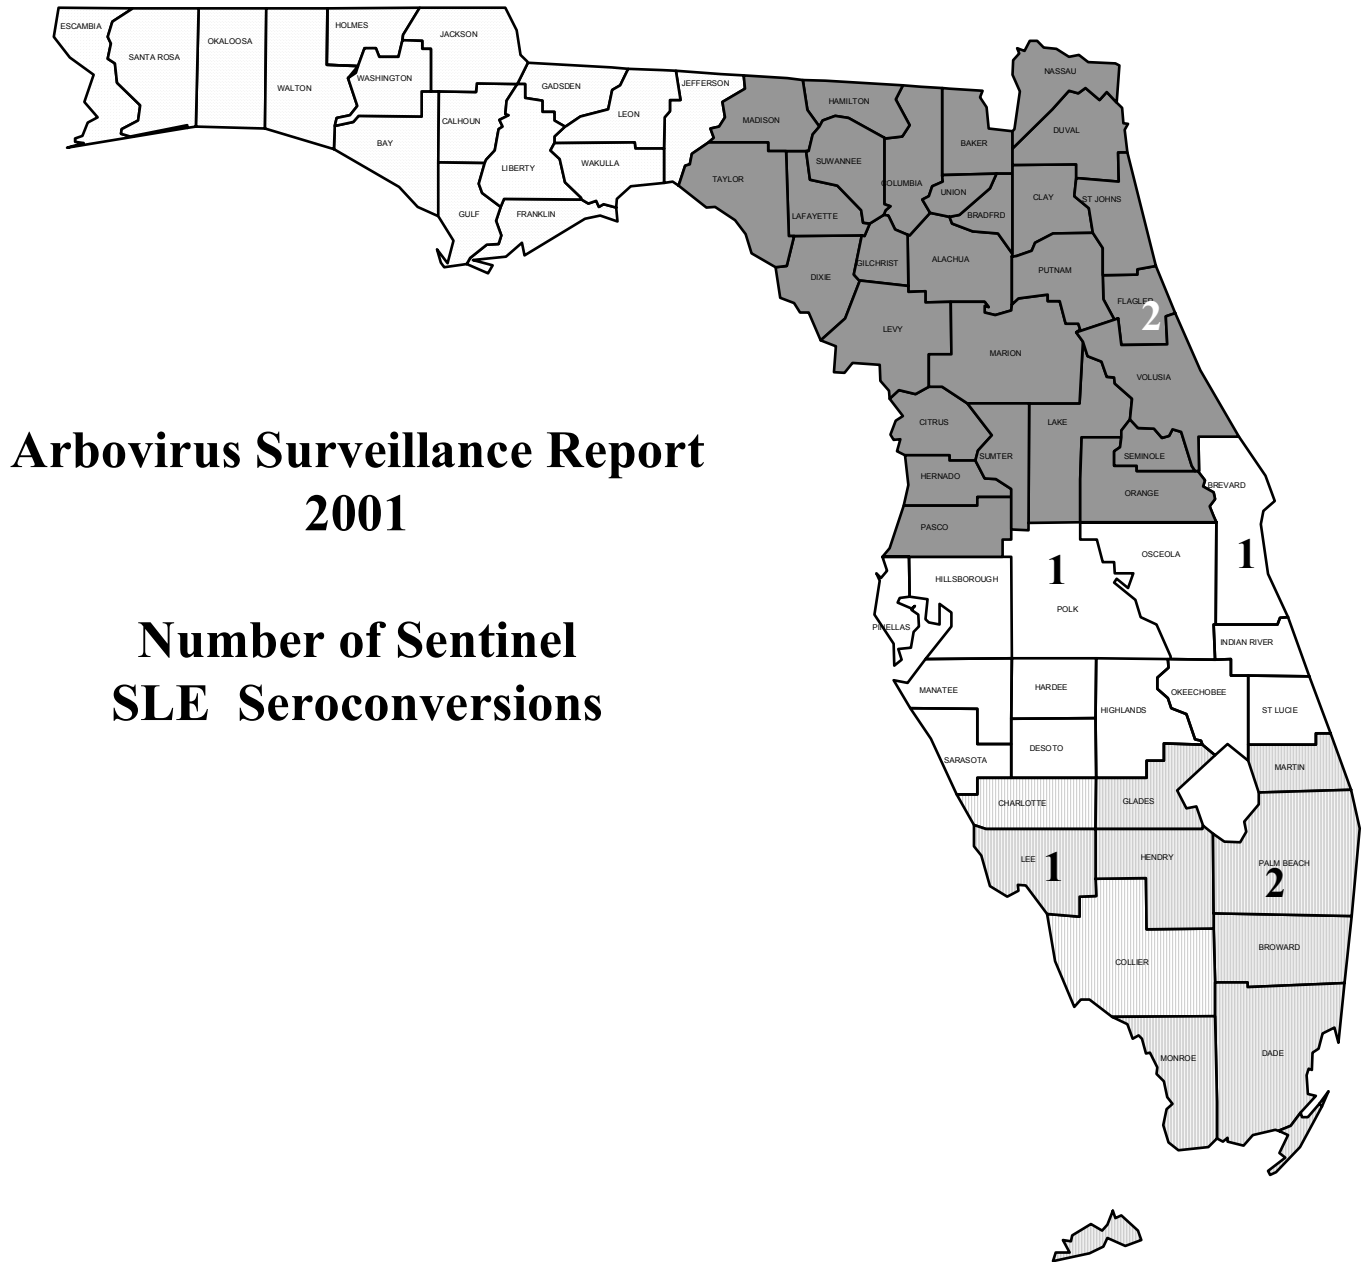 ESCAMBIA
SANTA ROSA
OKALOOSA
WALTON
HOLMES
JACKSON
WASHINGTON
BAY
CALHOUN
GULF
GADSDEN
LIBERTY
FRANKLIN
LEON
WAKULLA
JEFFERSON
MADISON
TAYLOR
HAMILTON
SUWANNEE
LAFAYETTE
COLUMBIA
DIXIE
GILCHRIST
BAKER
UNION
BRADFRD
ALACHUA
NASSAU
DUVAL
CLAY
ST JOHNS
PUTNAM
FLAGLER
2
LEVY
MARION
VOLUSIA
CITRUS
SUMTER
LAKE
SEMINOLE
HERNADO
ORANGE
PASCO
BREVARD
1
Arbovirus Surveillance Report
2001
Number of Sentinel
SLE Seroconversions
HILLSBOROUGH
PINELLAS
1
POLK
OSCEOLA
INDIAN RIVER
MANATEE
HARDEE
HIGHLANDS
OKEECHOBEE
ST LUCIE
SARASOTA
DESOTO
MARTIN
CHARLOTTE
GLADES
LEE
1
HENDRY
PALM BEACH
2
COLLIER
BROWARD
MONROE
DADE